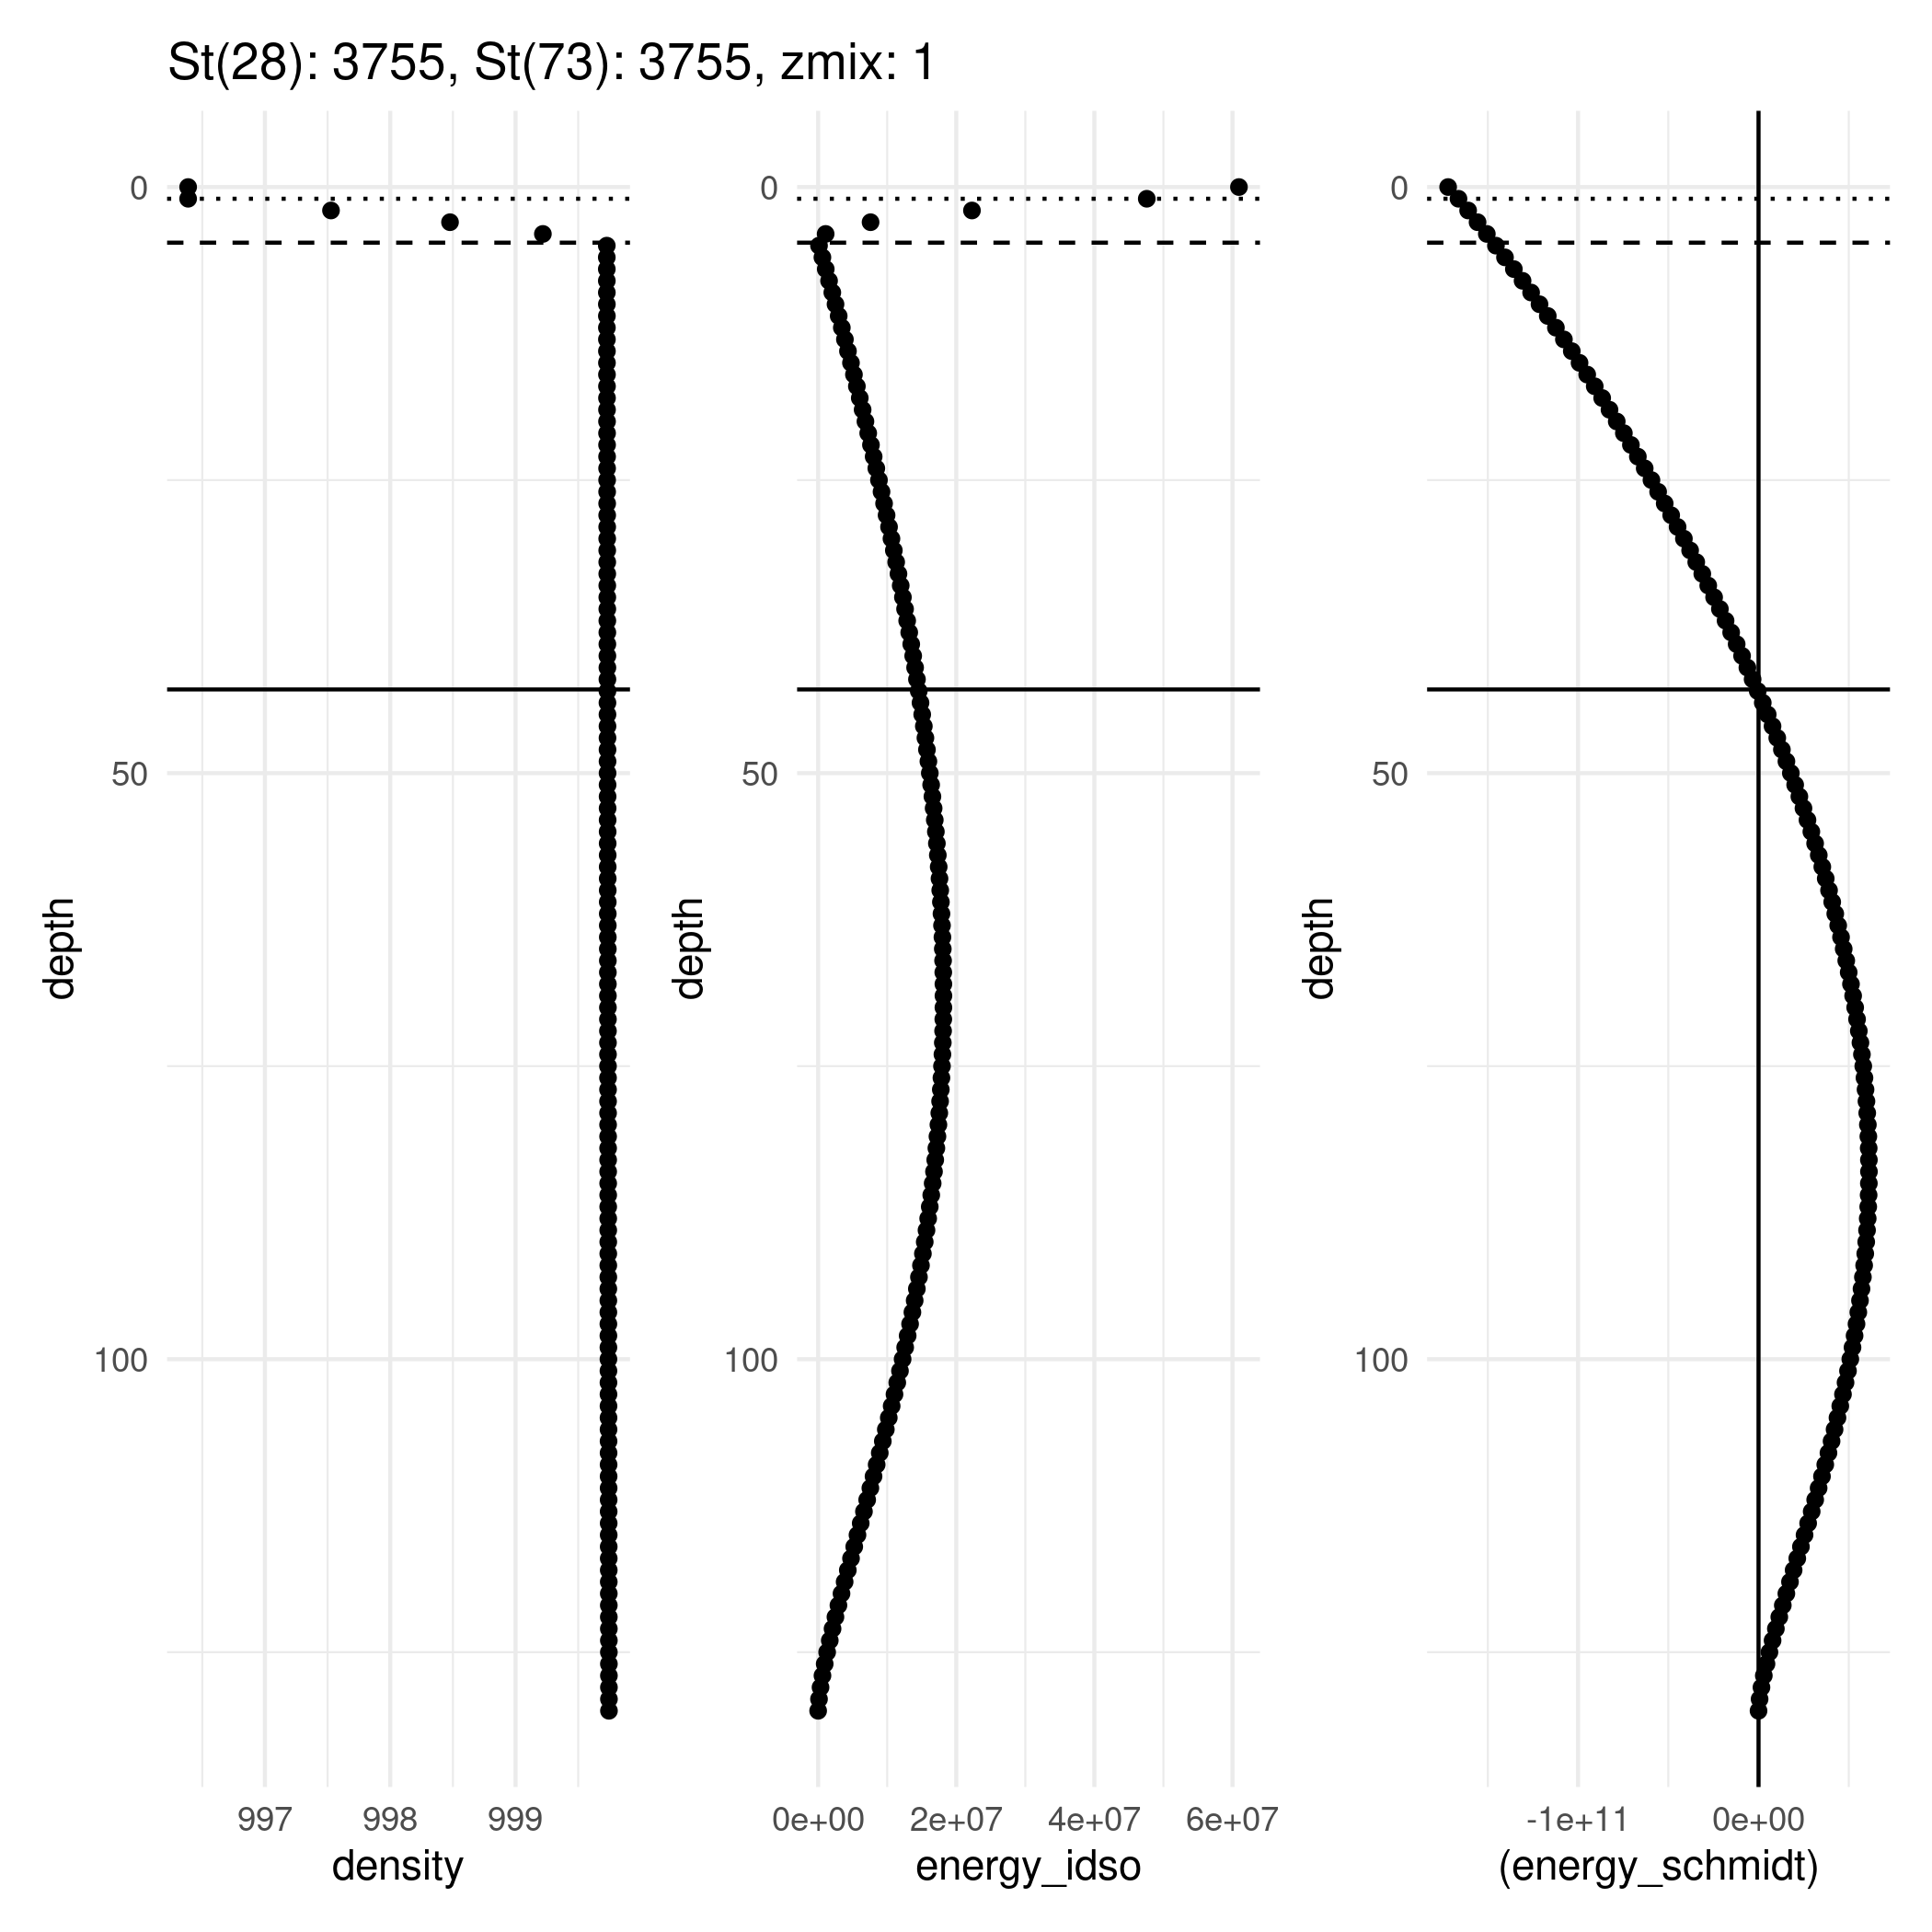 St(28): 3755, St(73): 3755, zmix: 1
0
50
100
depth
997 998 999
density
0
50
100
depth
0e+00 2e+07 4e+07 6e+07
energy_idso
0
50
100
depth
-1e+11 0e+00
(energy_schmidt)